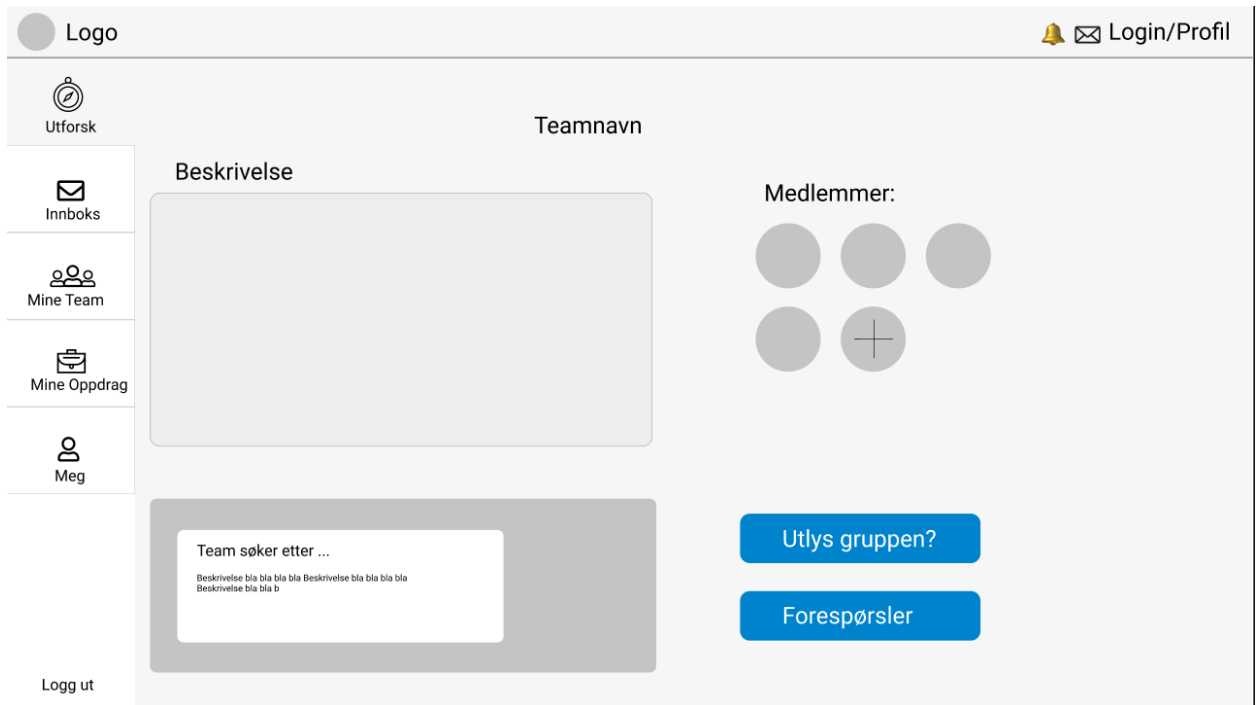 Logo
Login/Profil
Utforsk
Innboks
Mine Team
Mine Oppdrag
Meg
Logg ut
Teamnavn
Beskrivelse
Medlemmer:
Team søker etter ...
Beskrivelse bla bla bla bla Beskrivelse bla bla bla bla
Beskrivelse bla bla b
Utlys gruppen?
Forespørsler